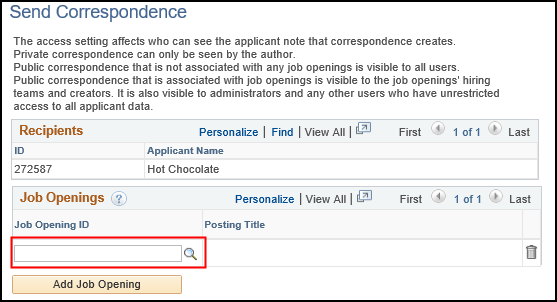 Send Correspondence
The access setting affects who can see the applicant note that correspondence creates.
Private correspondence can only be seen by the author.
Public correspondence that is not associated with any job openings is visible to all users.
Public correspondence that is associated with job openings is visible to the job openings' hiring
teams and creators. It is also visible to administrators and any other users who have unrestricted
access to all applicant data.
Recipients Personalize | Find | View All | First 1 of 1 Last
ID Applicant Name
272587 Hot Chocolate
Job Openings ? Personalize | View All | First 1 of 1 Last
Job Opening ID Posting Title
Add Job Opening